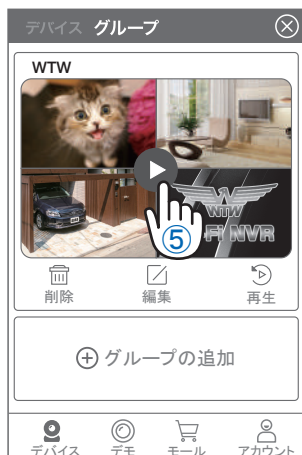 デバイス グループ
WTW
WTW
⑤
FI NVR
削除 編集 再生
グループの追加
デバイス デモ モール アカウント